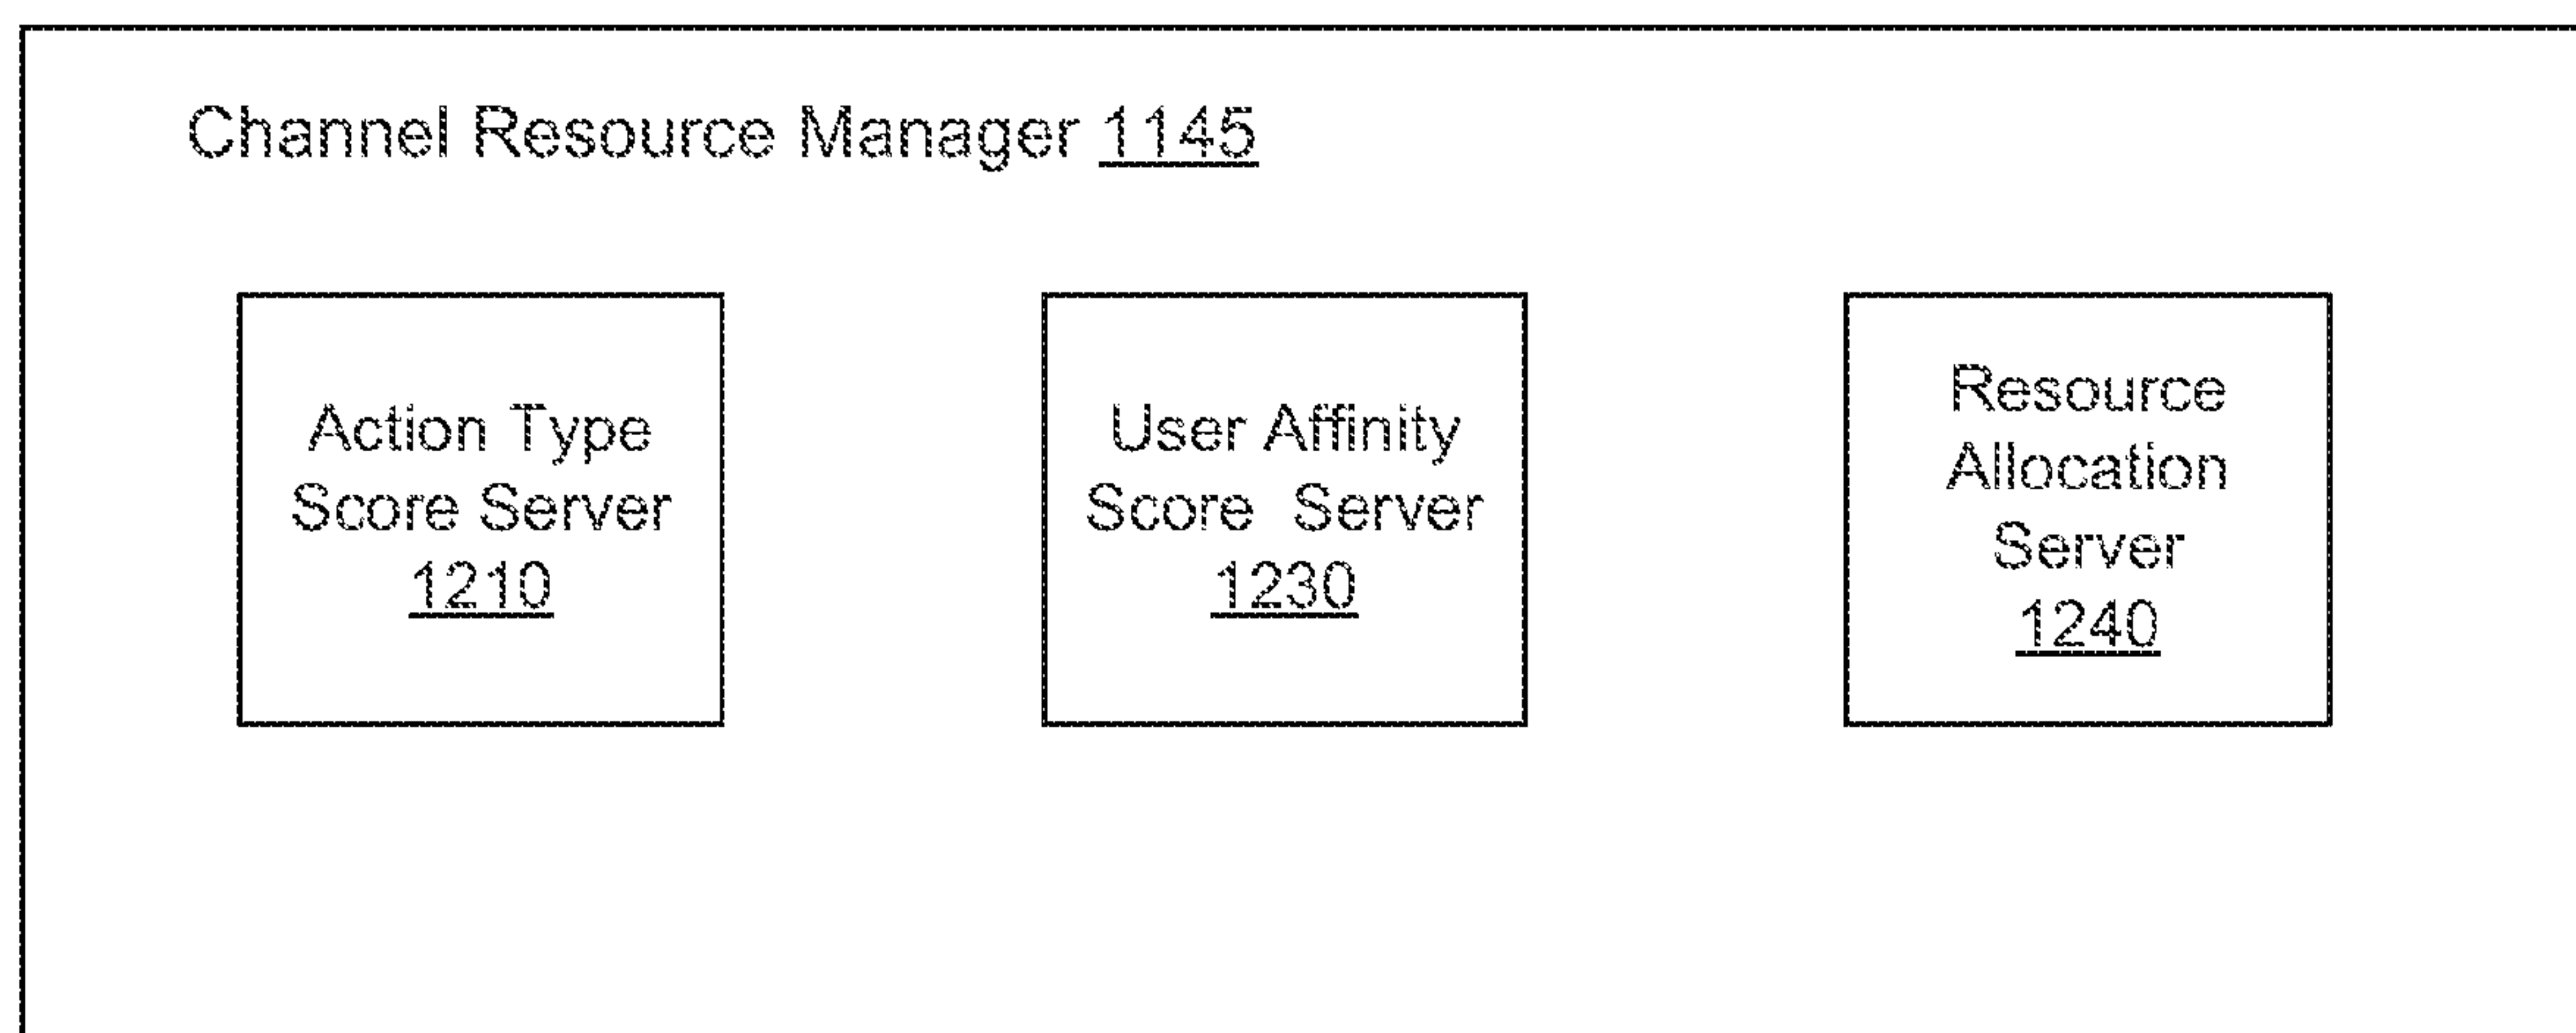 Channel Resource Manager 1145
Action Type
Score Server
1210
User Affinity
Score Server
1230
Resource
Allocation
Server
1240